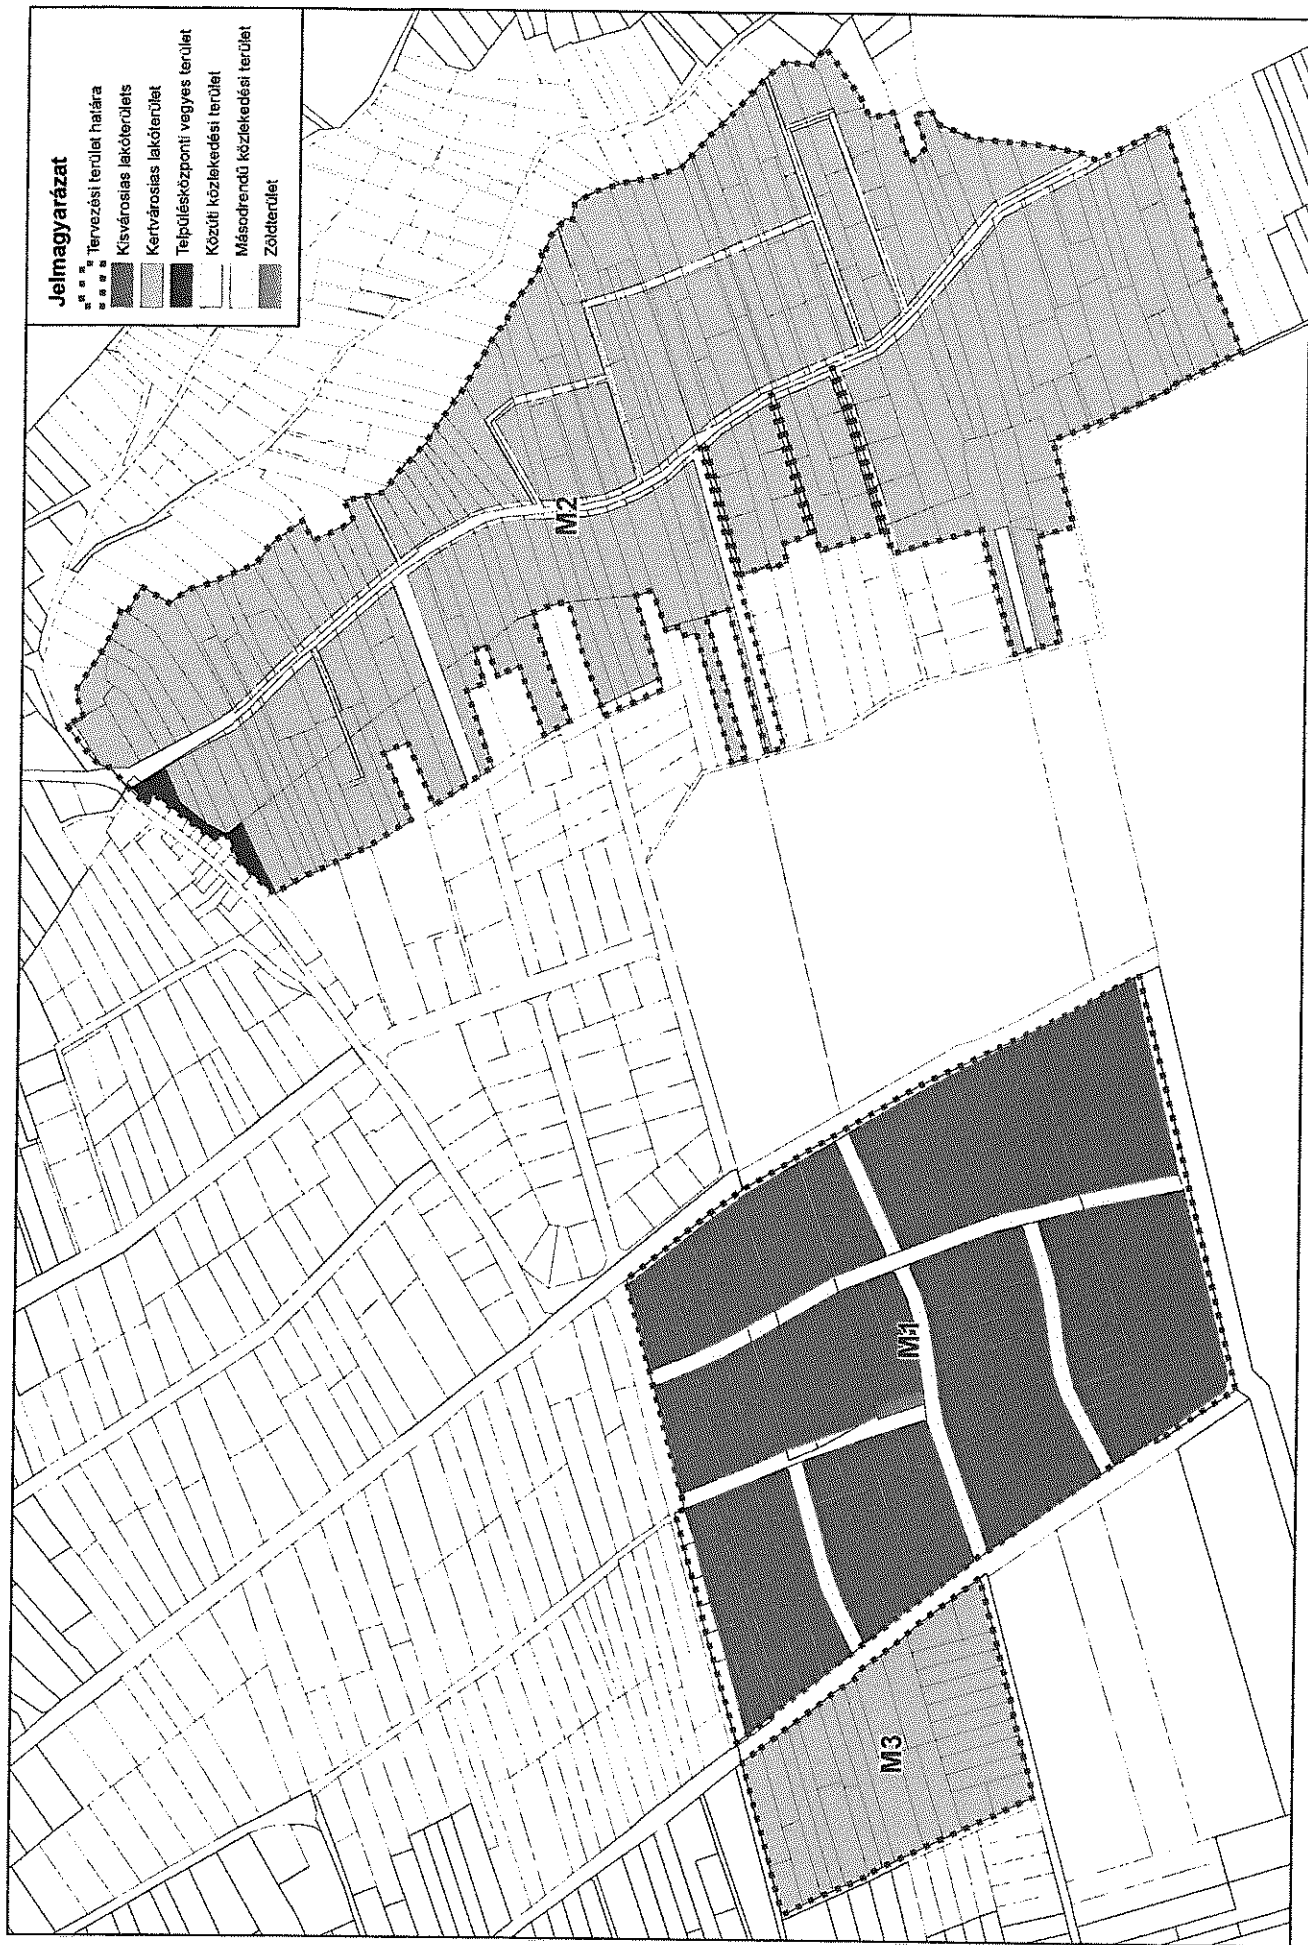 Jelmagyarázat
Tervezési terület határa
Kisvárosias lakóterülets
Kertvárosias lakóterület
Telpülésközponti vegyes terület
Közúti közlekedési terület
Másodrendű közlekedési terület
Zöldterület
M2
M1
M3